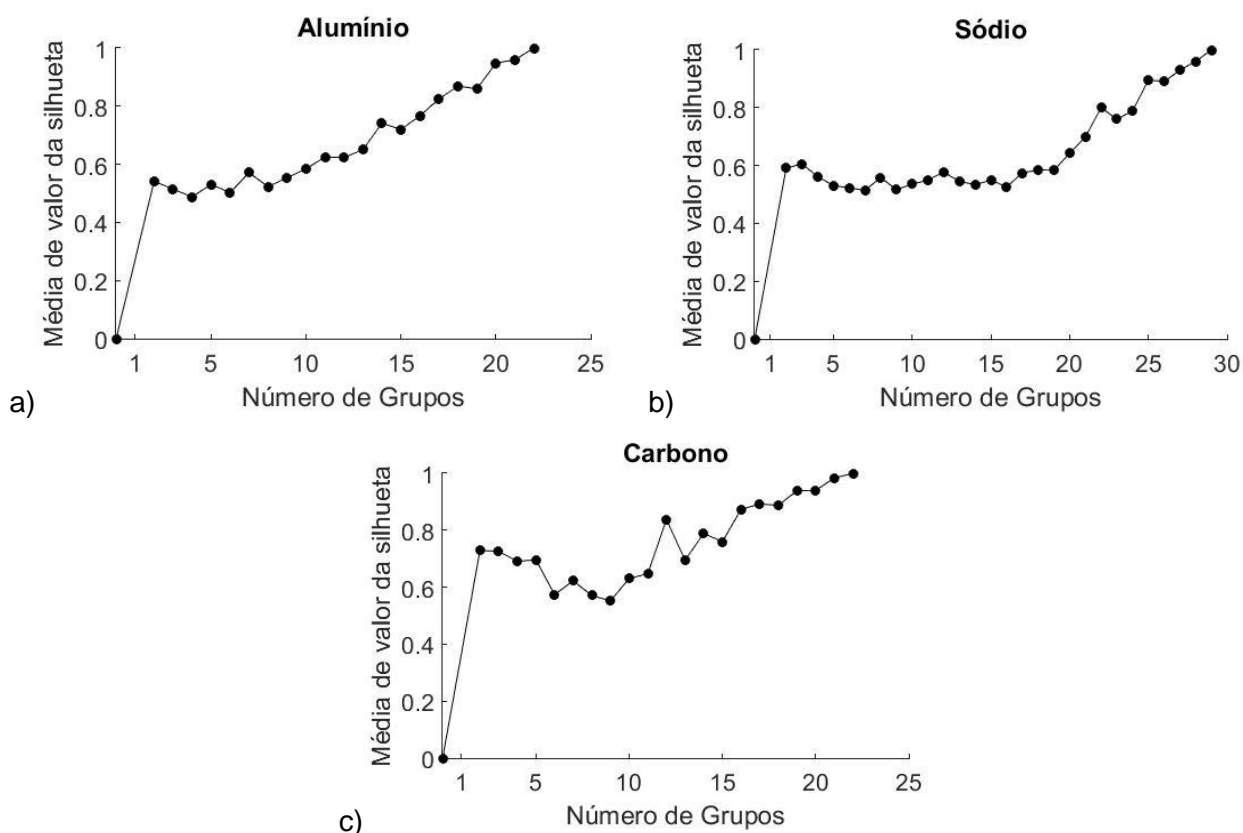 Alumínio
Média de valor da silhueta
1
0.8
0.6
0.4
0.2
0
1 5 10 15 20 25
Número de Grupos
a)
Sódio
Média de valor da silhueta
1
0.8
0.6
0.4
0.2
0
1 5 10 15 20 25 30
Número de Grupos
b)
Carbono
Média de valor da silhueta
1
0.8
0.6
0.4
0.2
0
1 5 10 15 20 25
Número de Grupos
c)